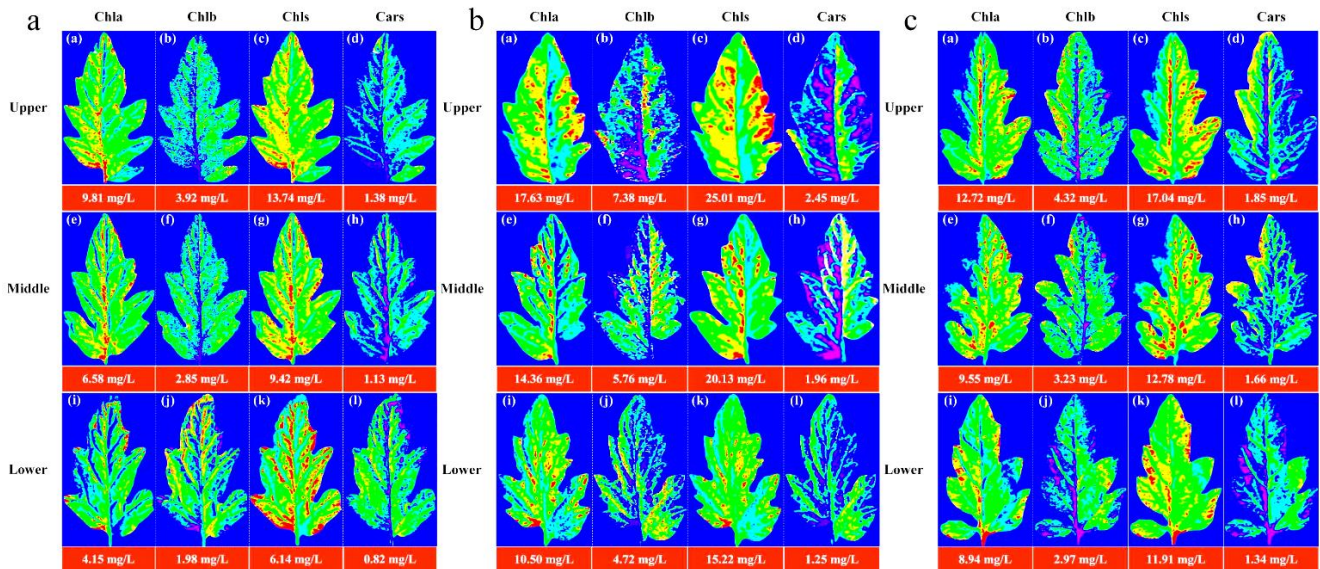 a
Chla Chlb Chls Cars
Upper
(a) (b) (c) (d)
9.81 mg/L 3.92 mg/L 13.74 mg/L 1.38 mg/L
Middle
(e) (f) (g) (h)
6.58 mg/L 2.85 mg/L 9.42 mg/L 1.13 mg/L
Lower
(i) (j) (k) (l)
4.15 mg/L 1.98 mg/L 6.14 mg/L 0.82 mg/L
b
Chla Chlb Chls Cars
Upper
(a) (b) (c) (d)
17.63 mg/L 7.38 mg/L 25.01 mg/L 2.45 mg/L
Middle
(e) (f) (g) (h)
14.36 mg/L 5.76 mg/L 20.13 mg/L 1.96 mg/L
Lower
(i) (j) (k) (l)
10.50 mg/L 4.72 mg/L 15.22 mg/L 1.25 mg/L
c
Chla Chlb Chls Cars
Upper
(a) (b) (c) (d)
12.72 mg/L 4.32 mg/L 17.04 mg/L 1.85 mg/L
Middle
(e) (f) (g) (h)
9.55 mg/L 3.23 mg/L 12.78 mg/L 1.66 mg/L
Lower
(i) (j) (k) (l)
8.94 mg/L 2.97 mg/L 11.91 mg/L 1.34 mg/L